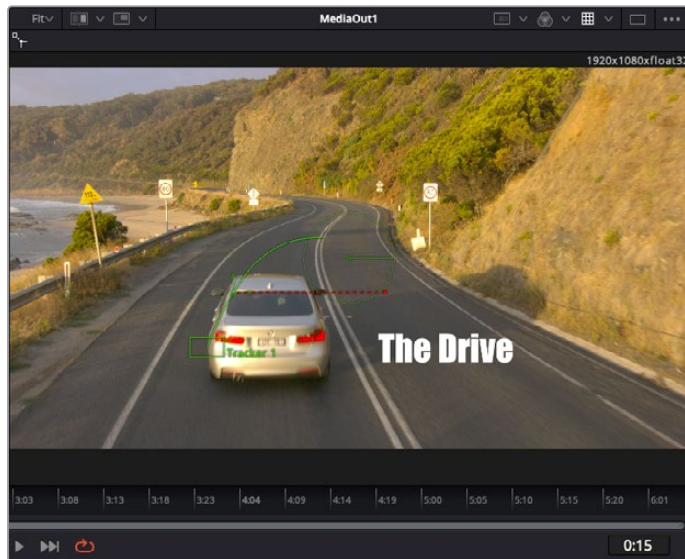 Fit
MediaOut1
1920x1080xfloat32
The Drive
Tracker 1
3:03 3:08 3:13 3:18 3:23 4:04 4:09 4:14 4:19 5:00 5:05 5:10 5:15 5:20 6:01
0:15